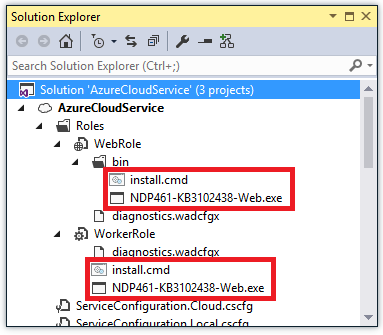 Solution Explorer
Search Solution Explorer (Ctrl+;)
Solution 'AzureCloudService' (3 projects)
AzureCloudService
Roles
WebRole
bin
install.cmd
NDP461-KB3102438-Web.exe
diagnostics.wadcfgx
WorkerRole
diagnostics.wadcfgx
install.cmd
NDP461-KB3102438-Web.exe
ServiceConfiguration.Cloud.cscfg
ServiceConfiguration.Local.cscfg